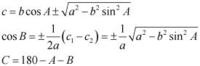 c = b cos A ± √(a² − b² sin² A)
cos B = ± 1/2a (c₁ − c₂) = ± 1/a √(a² − b² sin² A)
C = 180 − A − B